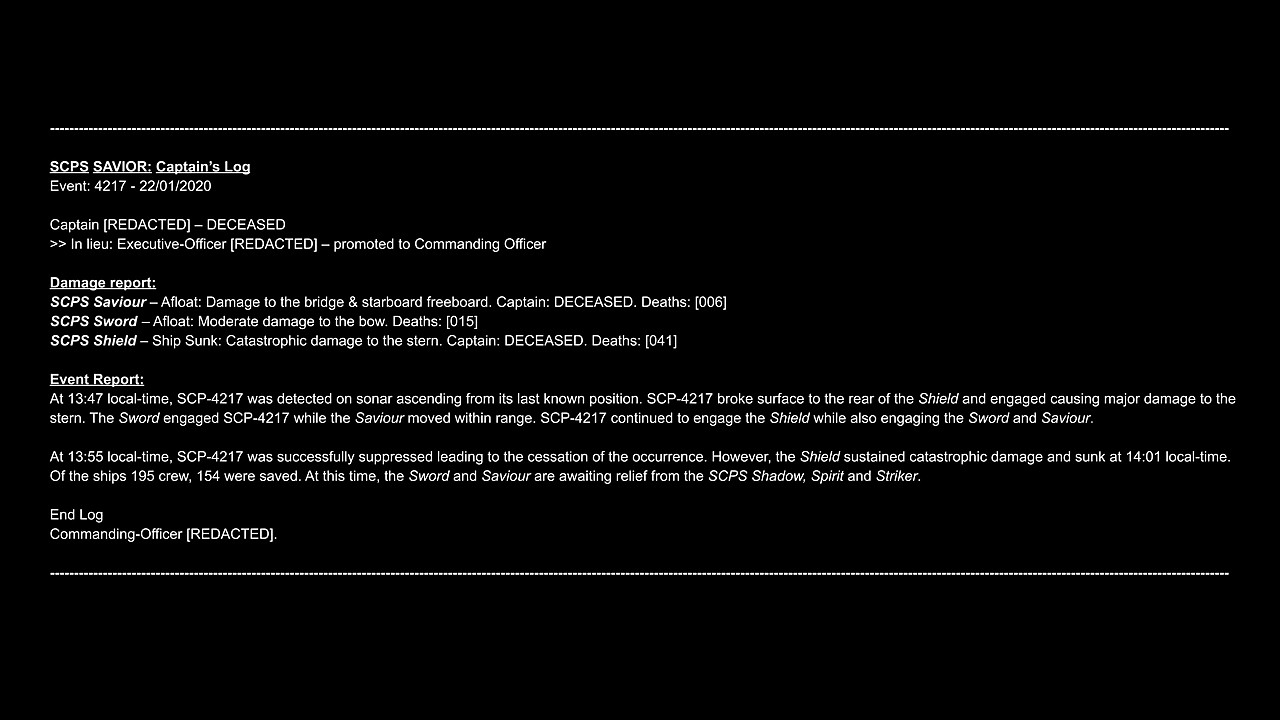 SCPS SAVIOR: Captain's Log
Event: 4217 - 22/01/2020
Captain [REDACTED] – DECEASED
>> In lieu: Executive-Officer [REDACTED] – promoted to Commanding Officer
Damage report:
SCPS Saviour – Afloat: Damage to the bridge & starboard freeboard. Captain: DECEASED. Deaths: [006]
SCPS Sword – Afloat: Moderate damage to the bow. Deaths: [015]
SCPS Shield – Ship Sunk: Catastrophic damage to the stern. Captain: DECEASED. Deaths: [041]
Event Report:
At 13:47 local-time, SCP-4217 was detected on sonar ascending from its last known position. SCP-4217 broke surface to the rear of the Shield and engaged causing major damage to the
stern. The Sword engaged SCP-4217 while the Saviour moved within range. SCP-4217 continued to engage the Shield while also engaging the Sword and Saviour.
At 13:55 local-time, SCP-4217 was successfully suppressed leading to the cessation of the occurrence. However, the Shield sustained catastrophic damage and sunk at 14:01 local-time.
Of the ships 195 crew, 154 were saved. At this time, the Sword and Saviour are awaiting relief from the SCPS Shadow, Spirit and Striker.
End Log
Commanding-Officer [REDACTED].